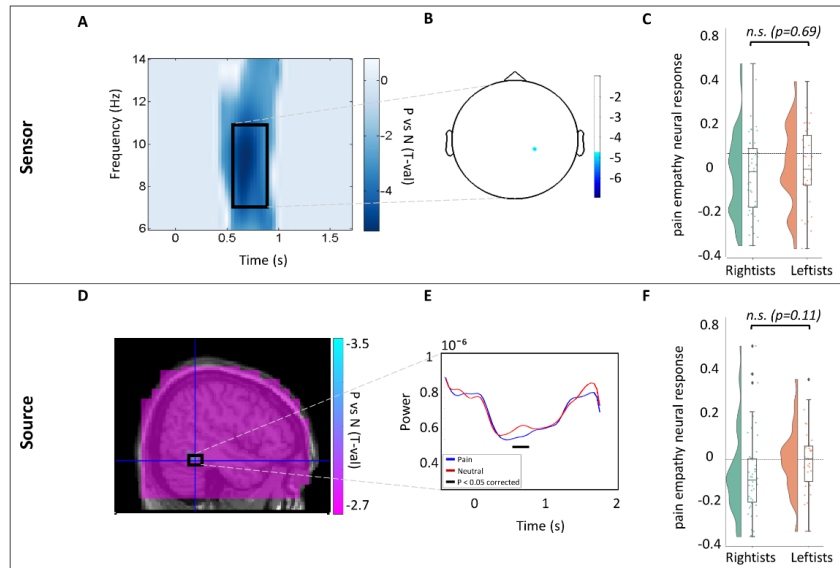 Sensor
A
14
12
10
8
6
Frequency (Hz)
0
0.5
1
1.5
Time (s)
0
-2
-4
P vs N (T-val)
B
-2
-3
-4
-5
-6
C
n.s. (p=0.69)
pain empathy neural response
0.8
0.4
0.2
0
-0.2
-0.4
Rightists
Leftists
Source
D
-3.5
-2.7
P vs N (T-val)
E
10⁻⁶
1
0.8
0.6
0.4
Power
Pain
Neutral
P < 0.05 corrected
0
1
2
Time (s)
F
n.s. (p=0.11)
pain empathy neural response
0.8
0.4
0.2
0
-0.2
-0.4
Rightists
Leftists